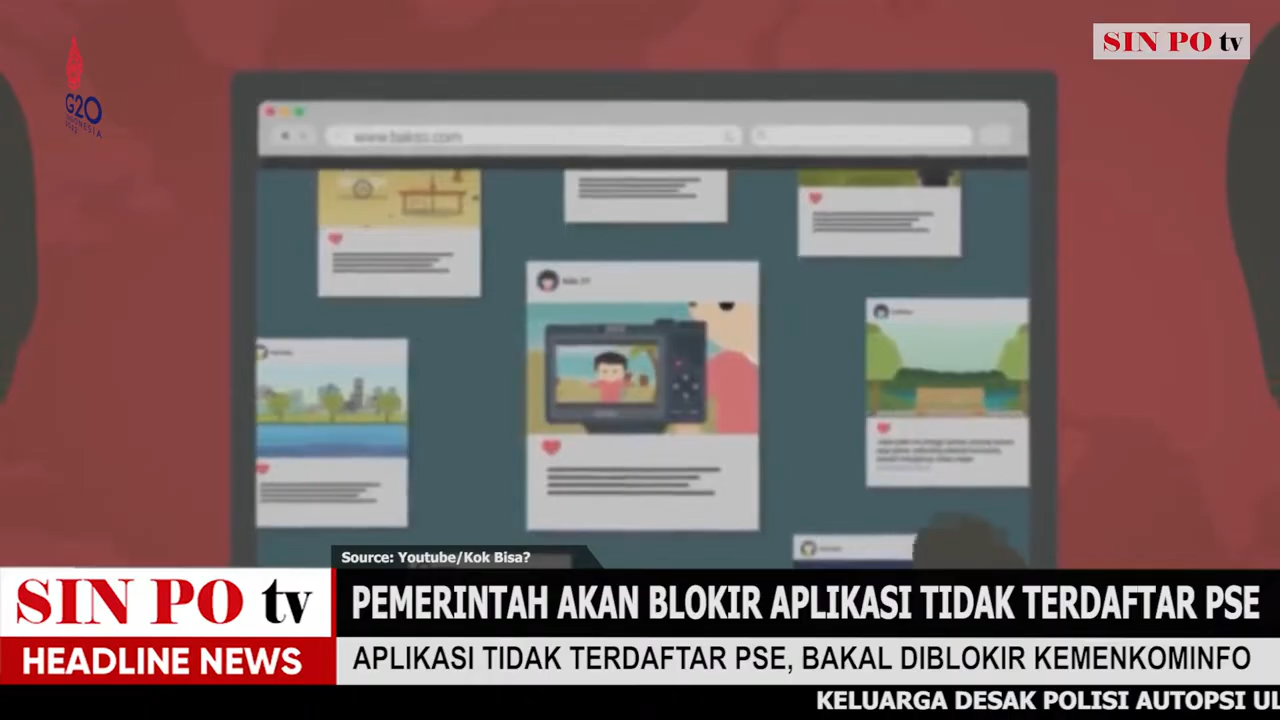 SIN PO tv
G20
INDONESIA
2022
www.bakso.com
Source: Youtube/Kok Bisa?
SIN PO tv
PEMERINTAH AKAN BLOKIR APLIKASI TIDAK TERDAFTAR PSE
HEADLINE NEWS
APLIKASI TIDAK TERDAFTAR PSE, BAKAL DIBLOKIR KEMENKOMINFO
KELUARGA DESAK POLISI AUTOPSI UL